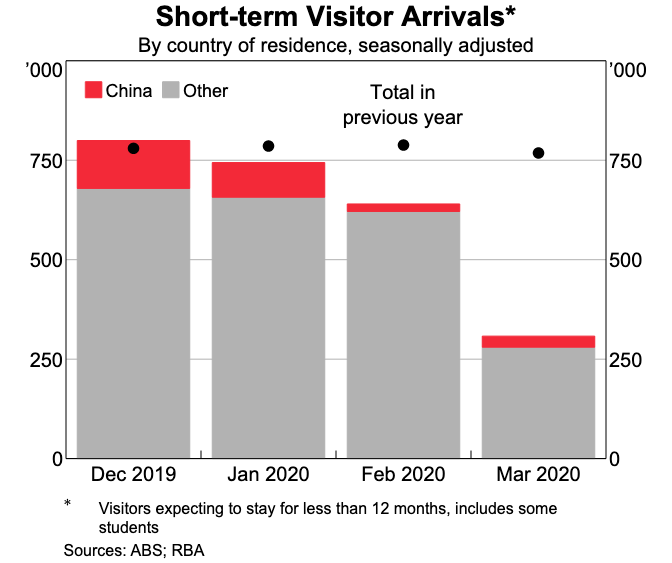 Short-term Visitor Arrivals*
By country of residence, seasonally adjusted
’000
’000
China
Other
Total in
previous year
750
750
500
500
250
250
0
0
Dec 2019
Jan 2020
Feb 2020
Mar 2020
* Visitors expecting to stay for less than 12 months, includes some
students
Sources: ABS; RBA